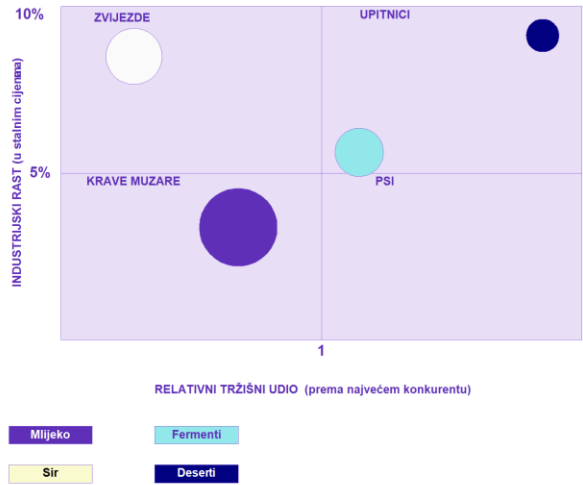 10%
ZVIJEZDE
UPITNICI
INDUSTRIJSKI RAST (u stalnim cijenama)
5%
KRAVE MUZARE
PSI
1
RELATIVNI TRŽIŠNI UDIO (prema najvećem konkurentu)
Mlijeko
Fermenti
Sir
Deserti